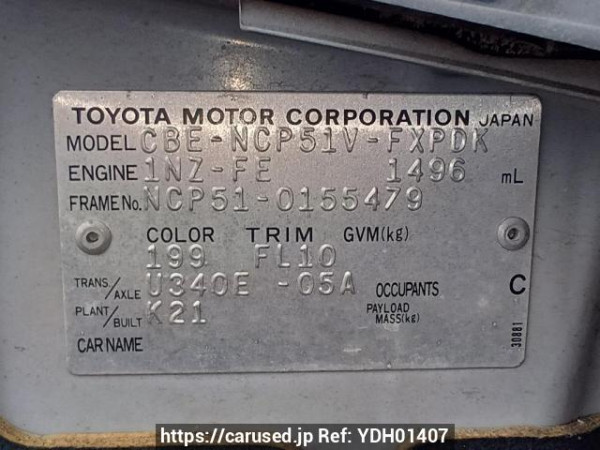 TOYOTA MOTOR CORPORATION JAPAN
MODEL CBE-NCP51V-FXPDK
ENGINE 1NZ-FE 1496 mL
FRAME No. NCP51-0155479
COLOR TRIM GVM(kg)
199 FL10
TRANS/AXLE U340E -05A OCCUPANTS C
PLANT/BUILT K21 PAYLOAD MASS(kg)
CAR NAME
30881
https://carused.jp Ref: YDH01407